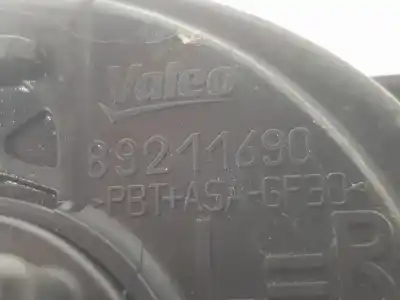 Valeo
89211690
>PBT+ASA-GF30<
L=R